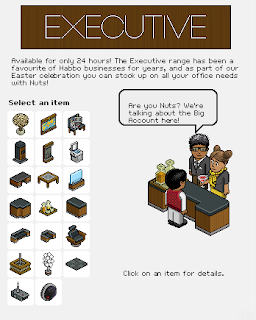 EXECUTIVE
Available for only 24 hours! The Executive range has been a
favourite of Habbo businesses for years, and as part of our
Easter celebration you can stock up on all your office needs
with Nuts!
Select an item
Are you Nuts? We're
talking about the Big
Account here!
Click on an item for details.